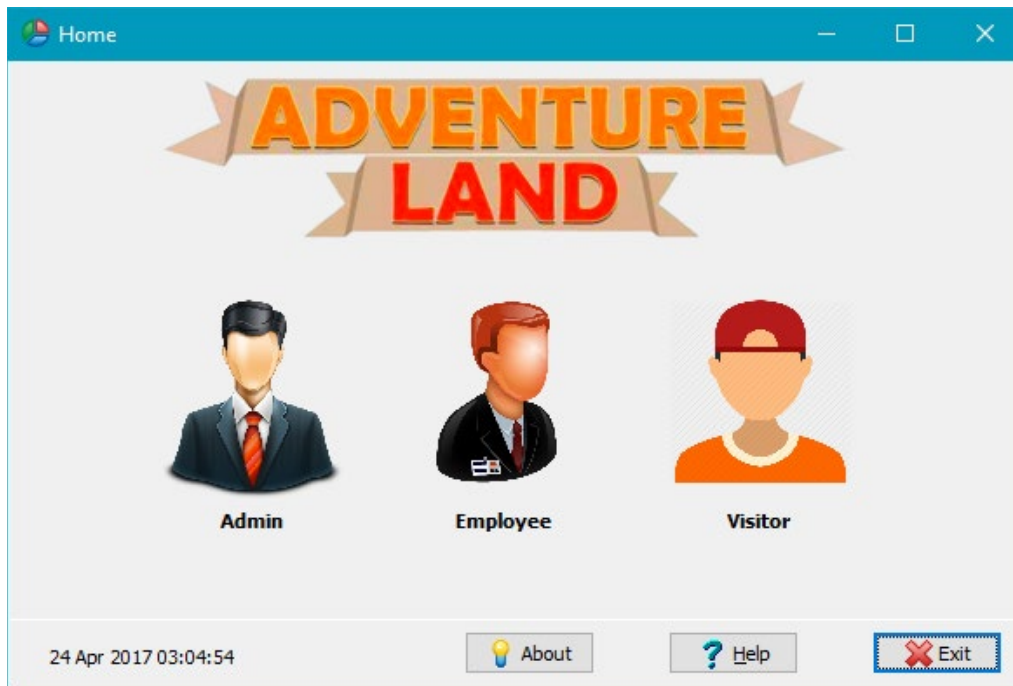 Home
ADVENTURE
LAND
Admin Employee Visitor
24 Apr 2017 03:04:54 About Help Exit